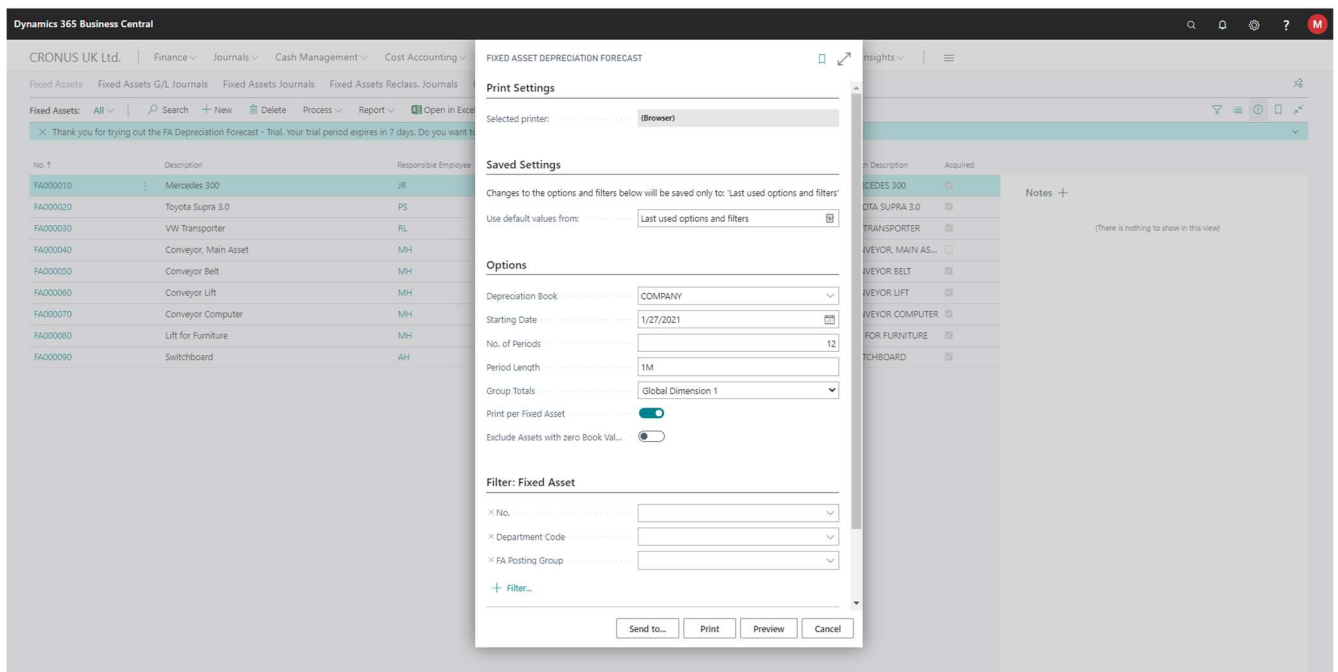 Dynamics 365 Business Central
?
M
CRONUS UK Ltd.
Finance
Journals
Cash Management
Cost Accounting
nsights
Fixed Assets
Fixed Assets G/L Journals
Fixed Assets Journals
Fixed Assets Reclass. Journals
Fixed Assets:
All
Search
+ New
Delete
Process
Report
Open in Exce
Thank you for trying out the FA Depreciation Forecast - Trial. Your trial period expires in 7 days. Do you want to
No. ↑
Description
Responsible Employee
h Description
Acquired
FA000010
Mercedes 300
JR
CEDES 300
FA000020
Toyota Supra 3.0
PS
OTA SUPRA 3.0
FA000030
VW Transporter
RL
TRANSPORTER
FA000040
Conveyor, Main Asset
MH
VEYOR, MAIN AS...
FA000050
Conveyor Belt
MH
VEYOR BELT
FA000060
Conveyor Lift
MH
VEYOR LIFT
FA000070
Conveyor Computer
MH
VEYOR COMPUTER
FA000080
Lift for Furniture
MH
FOR FURNITURE
FA000090
Switchboard
AH
TCHBOARD
Notes +
(There is nothing to show in this view)
FIXED ASSET DEPRECIATION FORECAST
Print Settings
Selected printer:
(Browser)
Saved Settings
Changes to the options and filters below will be saved only to: 'Last used options and filters'
Use default values from:
Last used options and filters
Options
Depreciation Book
COMPANY
Starting Date
1/27/2021
No. of Periods
12
Period Length
1M
Group Totals
Global Dimension 1
Print per Fixed Asset
Exclude Assets with zero Book Val...
Filter: Fixed Asset
× No.
× Department Code
× FA Posting Group
+ Filter...
Send to...
Print
Preview
Cancel